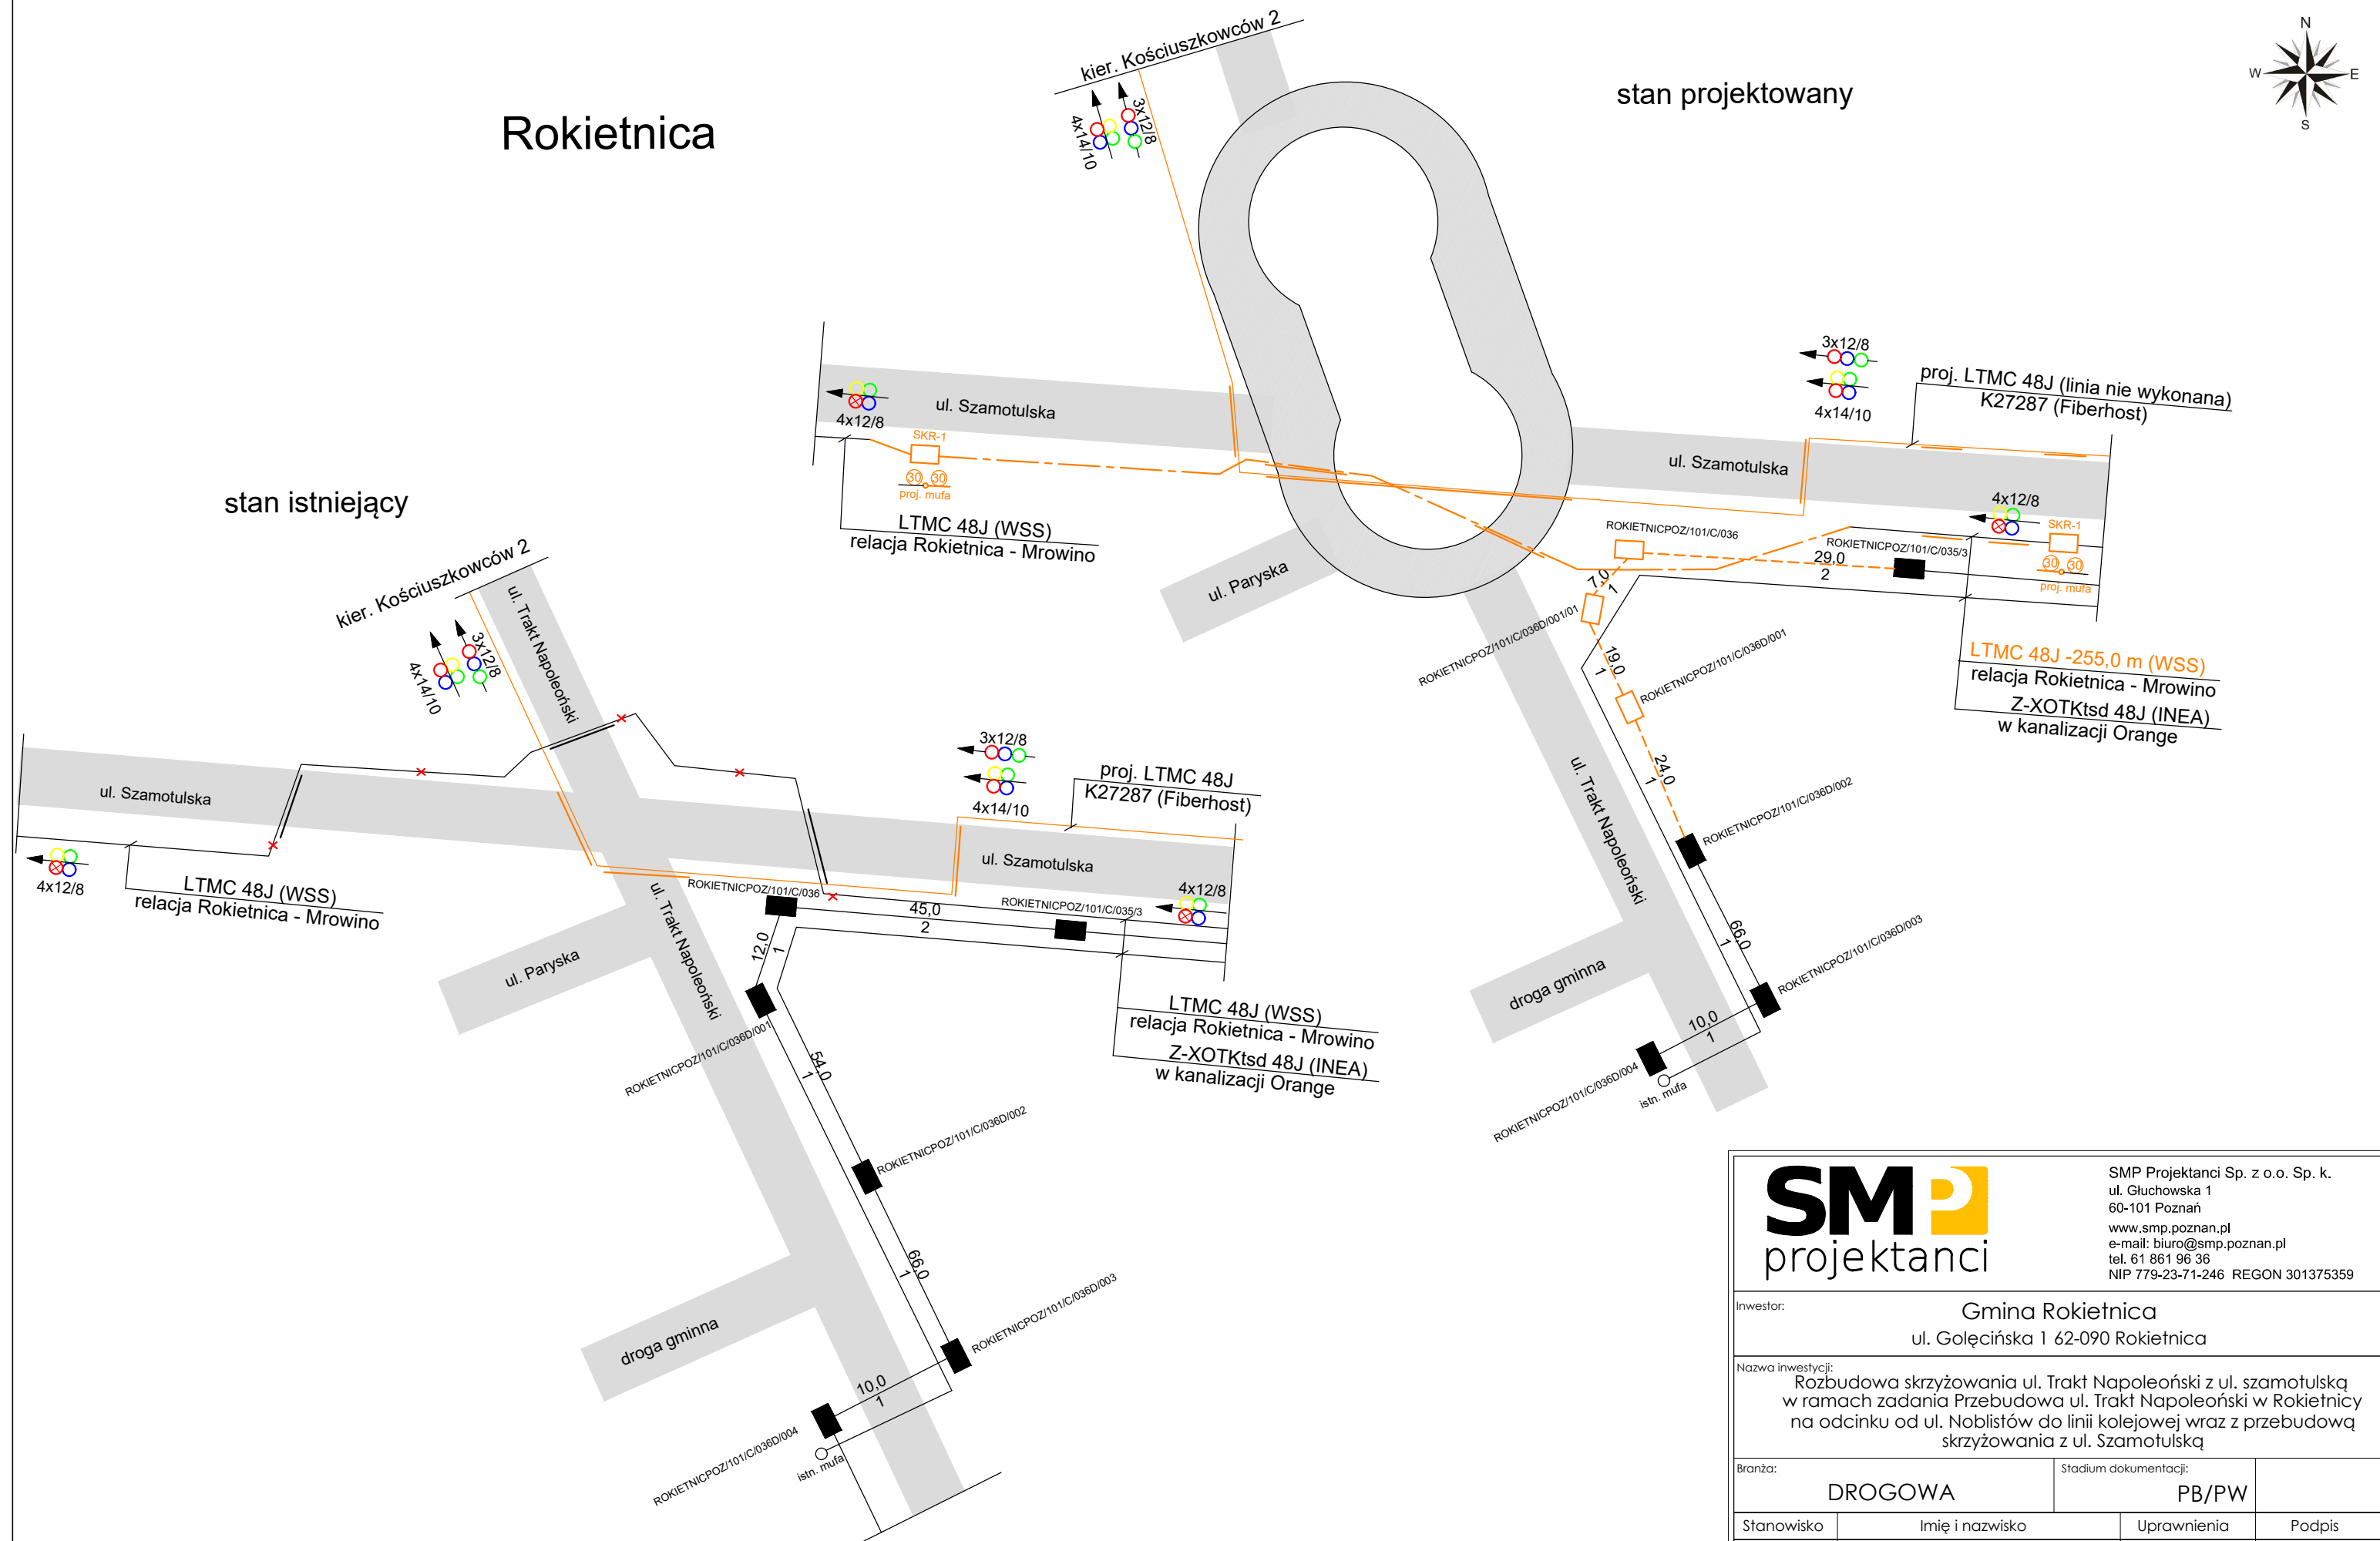 Rokietnica
stan projektowany
N
W
E
S
kier. Kościuszkowców 2
4x14/10
3x12/8
ul. Szamotulska
4x12/8
SKR-1
30 30
proj. mufa
LTMC 48J (WSS)
relacja Rokietnica - Mrowino
ul. Paryska
3x12/8
4x14/10
proj. LTMC 48J (linia nie wykonana)
K27287 (Fiberhost)
ul. Szamotulska
4x12/8
SKR-1
30 30
proj. mufa
ROKIETNICPOZ/101/C/036
ROKIETNICPOZ/101/C/035/3
29,0
2
7,0
1
ROKIETNICPOZ/101/C/036D/001/01
19,0
1
ROKIETNICPOZ/101/C/036D/001
24,0
1
ROKIETNICPOZ/101/C/036D/002
LTMC 48J -255,0 m (WSS)
relacja Rokietnica - Mrowino
Z-XOTKtsd 48J (INEA)
w kanalizacji Orange
ul. Trakt Napoleoński
66,0
1
ROKIETNICPOZ/101/C/036D/003
droga gminna
10,0
1
ROKIETNICPOZ/101/C/036D/004
istn. mufa
stan istniejący
kier. Kościuszkowców 2
ul. Trakt Napoleoński
4x14/10
3x12/8
ul. Szamotulska
4x12/8
LTMC 48J (WSS)
relacja Rokietnica - Mrowino
3x12/8
4x14/10
proj. LTMC 48J
K27287 (Fiberhost)
ul. Szamotulska
4x12/8
ROKIETNICPOZ/101/C/036
ROKIETNICPOZ/101/C/035/3
45,0
2
12,0
1
ul. Paryska
ul. Trakt Napoleoński
ROKIETNICPOZ/101/C/036D/001
LTMC 48J (WSS)
relacja Rokietnica - Mrowino
Z-XOTKtsd 48J (INEA)
w kanalizacji Orange
54,0
1
ROKIETNICPOZ/101/C/036D/002
66,0
1
ROKIETNICPOZ/101/C/036D/003
droga gminna
10,0
1
ROKIETNICPOZ/101/C/036D/004
istn. mufa
SMP
projektanci
SMP Projektanci Sp. z o.o. Sp. k.
ul. Głuchowska 1
60-101 Poznań
www.smp.poznan.pl
e-mail: biuro@smp.poznan.pl
tel. 61 861 96 36
NIP 779-23-71-246 REGON 301375359
Inwestor:
Gmina Rokietnica
ul. Golęcińska 1 62-090 Rokietnica
Nazwa inwestycji:
Rozbudowa skrzyżowania ul. Trakt Napoleoński z ul. szamotulską
w ramach zadania Przebudowa ul. Trakt Napoleoński w Rokietnicy
na odcinku od ul. Noblistów do linii kolejowej wraz z przebudową
skrzyżowania z ul. Szamotulską
Branża:
DROGOWA
Stadium dokumentacji:
PB/PW
Stanowisko
Imię i nazwisko
Uprawnienia
Podpis